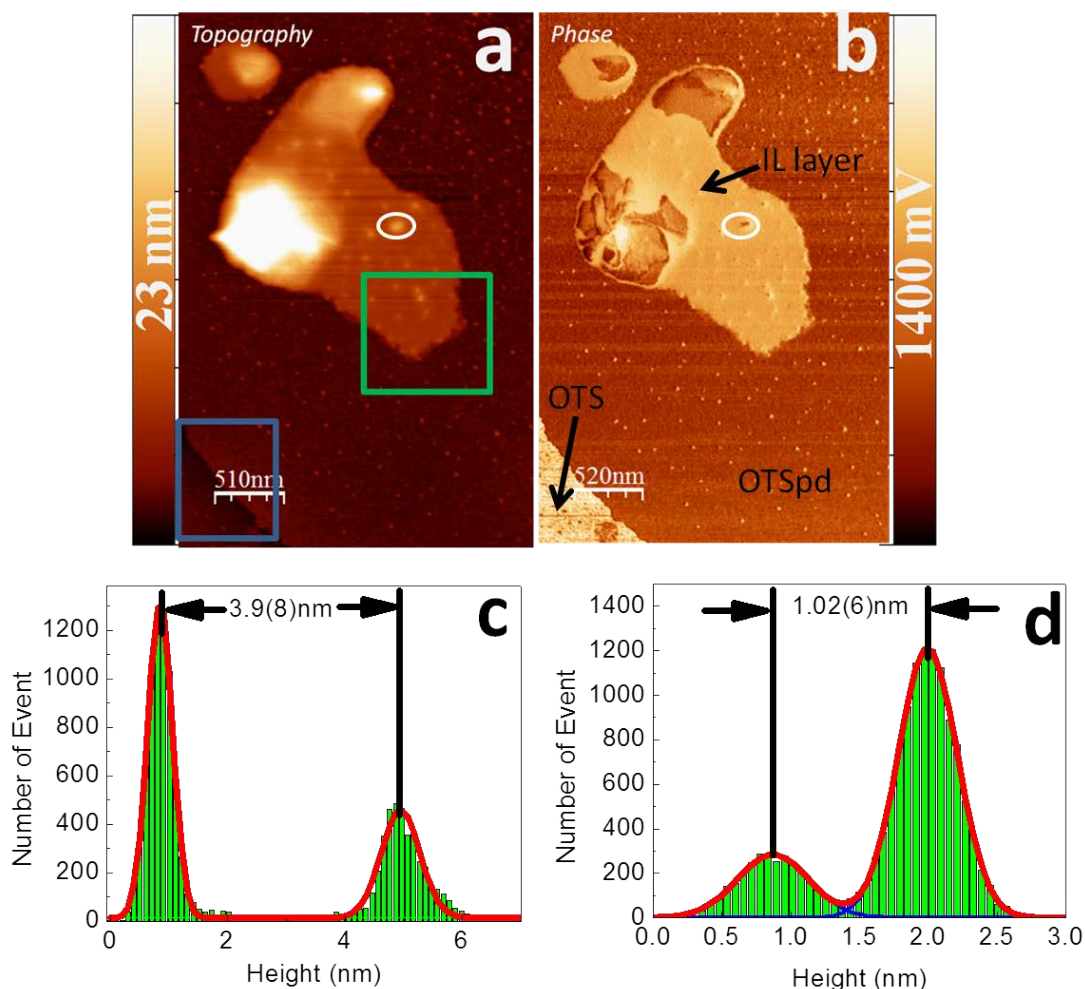 Topography
a
Phase
b
23 nm
1400 mV
IL layer
OTS
OTSpd
510nm
520nm
c
3.9(8)nm
Number of Event
1200
1000
800
600
400
200
0
0 2 4 6
Height (nm)
d
1.02(6)nm
Number of Event
1400
1200
1000
800
600
400
200
0
0.0 0.5 1.0 1.5 2.0 2.5 3.0
Height (nm)